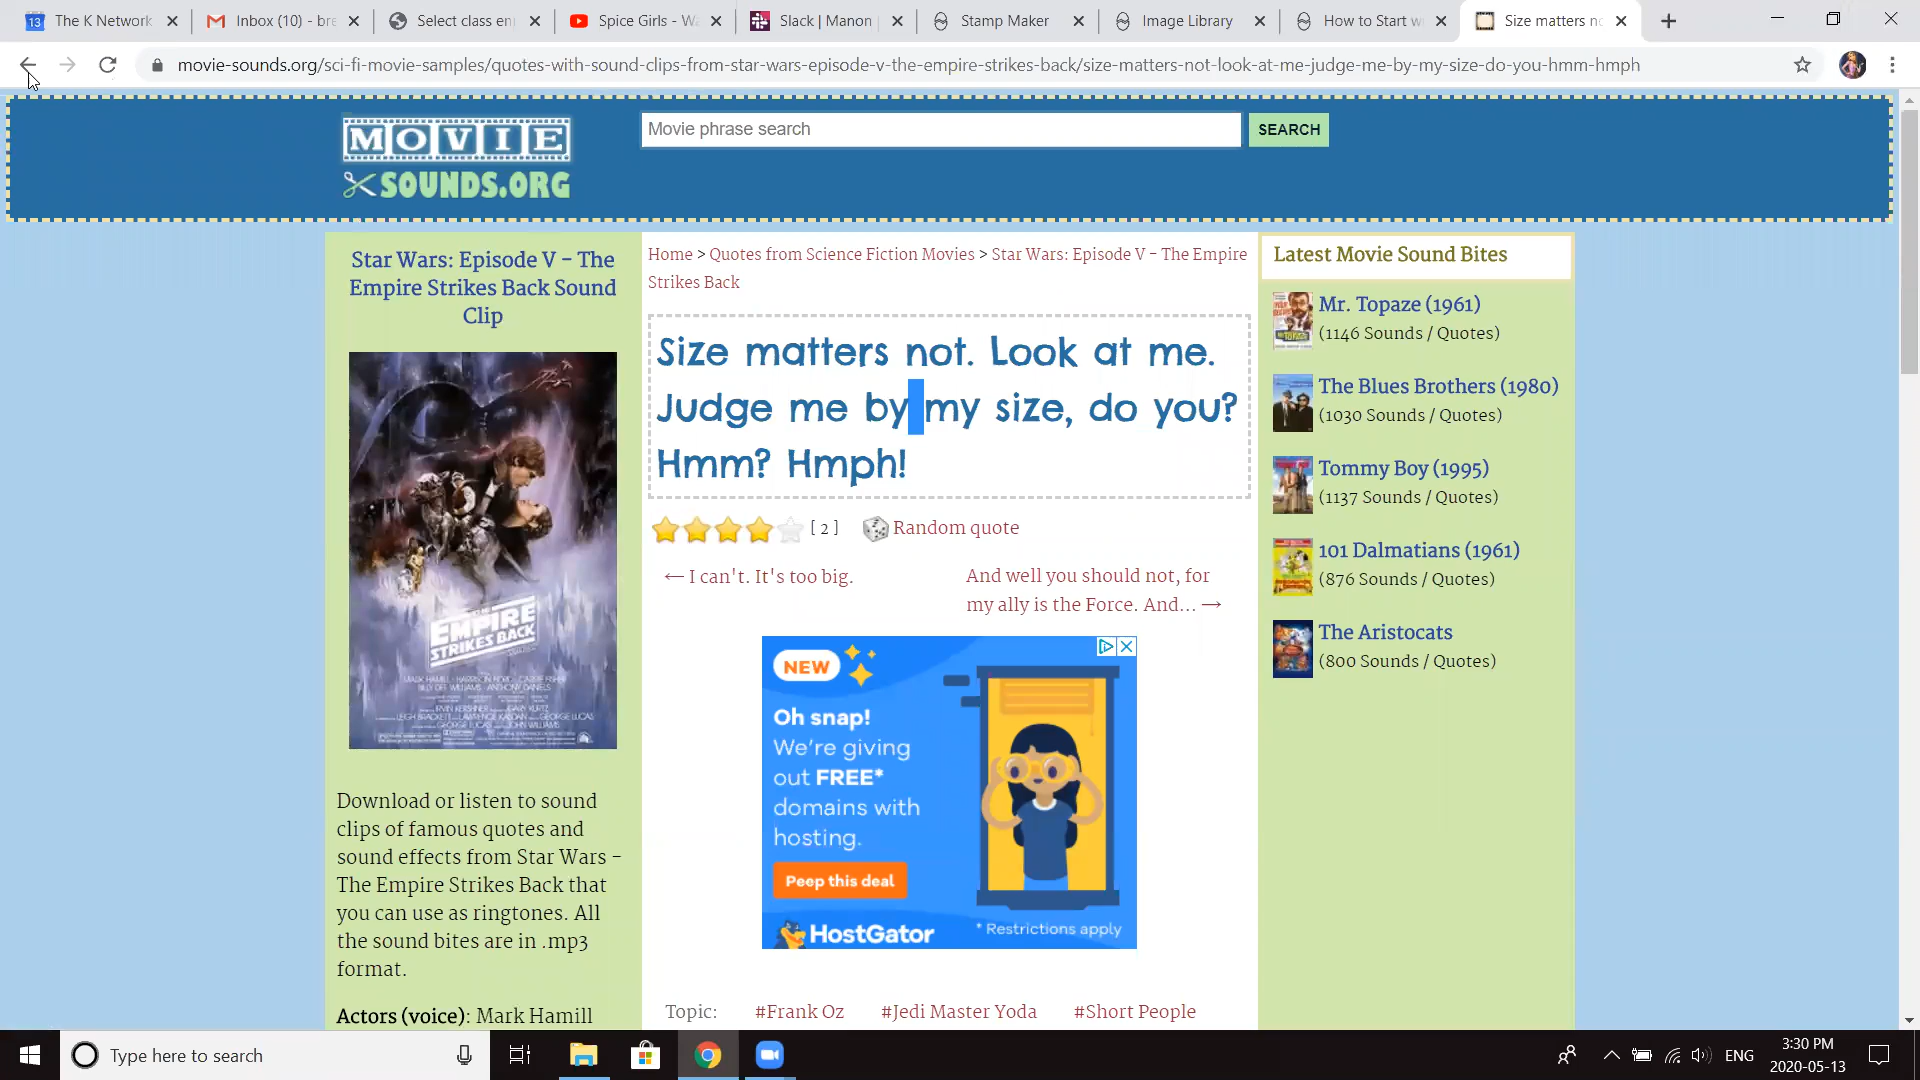 13 The K Network
Inbox (10) - bre
Select class en
Spice Girls - Wa
Slack | Manon
Stamp Maker
Image Library
How to Start w
Size matters no
movie-sounds.org/sci-fi-movie-samples/quotes-with-sound-clips-from-star-wars-episode-v-the-empire-strikes-back/size-matters-not-look-at-me-judge-me-by-my-size-do-you-hmm-hmph
MOVIE
SOUNDS.ORG
Movie phrase search
SEARCH
Star Wars: Episode V - The
Empire Strikes Back Sound
Clip
EMPIRE
STRIKES BACK
Download or listen to sound
clips of famous quotes and
sound effects from Star Wars -
The Empire Strikes Back that
you can use as ringtones. All
the sound bites are in .mp3
format.
Actors (voice): Mark Hamill
Home > Quotes from Science Fiction Movies > Star Wars: Episode V - The Empire
Strikes Back
Size matters not. Look at me.
Judge me by my size, do you?
Hmm? Hmph!
[ 2 ] Random quote
← I can't. It's too big.
And well you should not, for
my ally is the Force. And... →
NEW
Oh snap!
We're giving
out FREE*
domains with
hosting.
Peep this deal
HostGator
* Restrictions apply
Topic: #Frank Oz #Jedi Master Yoda #Short People
Latest Movie Sound Bites
Mr. Topaze (1961)
(1146 Sounds / Quotes)
The Blues Brothers (1980)
(1030 Sounds / Quotes)
Tommy Boy (1995)
(1137 Sounds / Quotes)
101 Dalmatians (1961)
(876 Sounds / Quotes)
The Aristocats
(800 Sounds / Quotes)
Type here to search
ENG
3:30 PM
2020-05-13